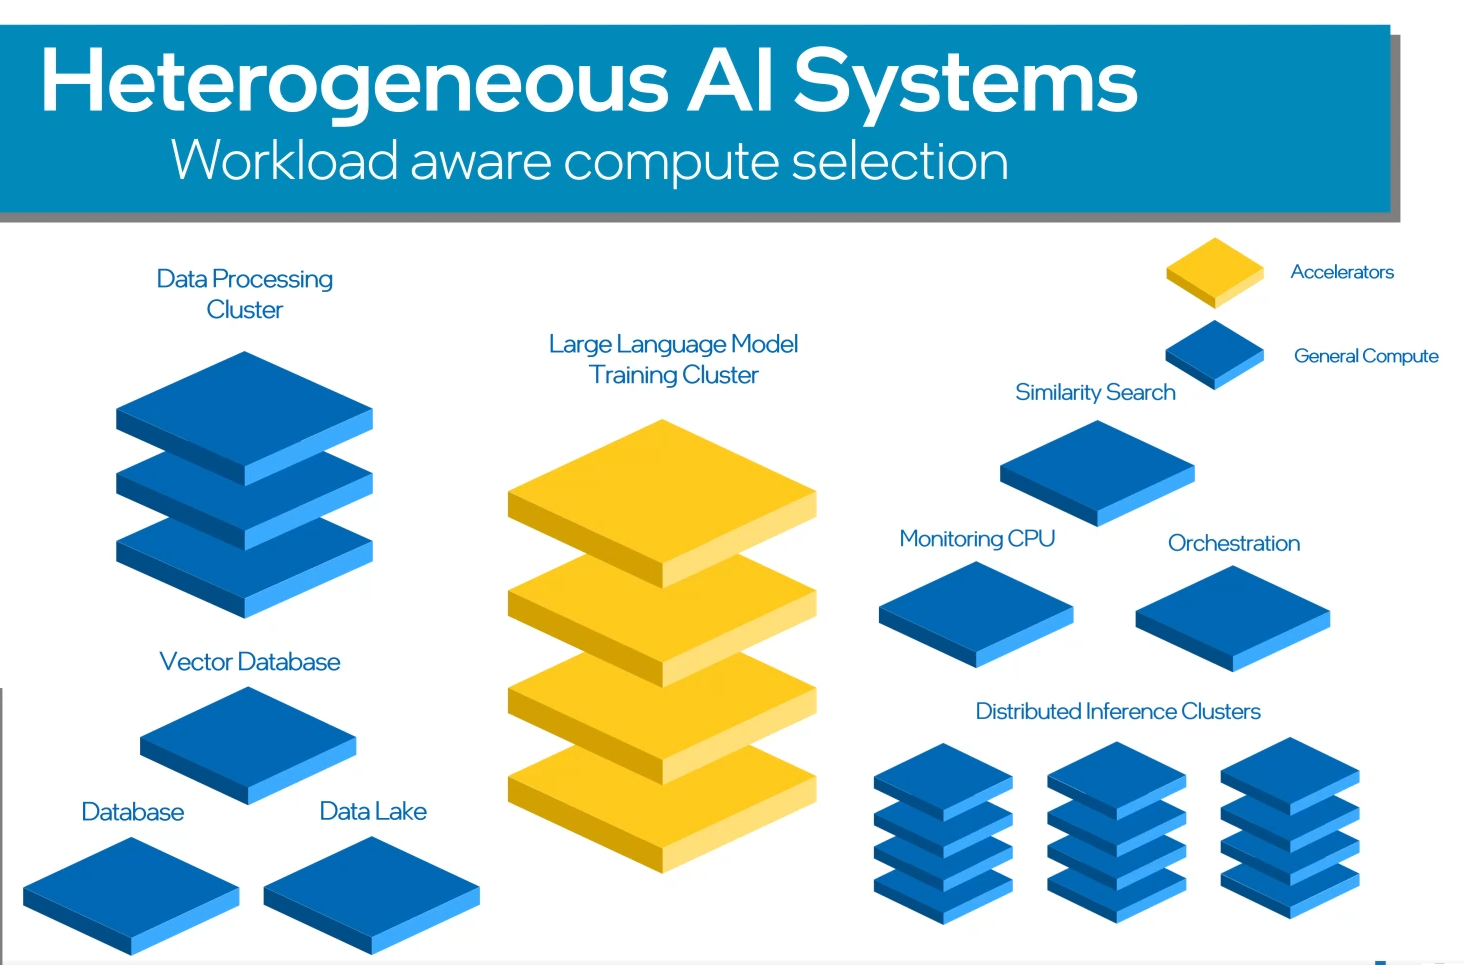 Heterogeneous AI Systems
Workload aware compute selection
Data Processing
Cluster
Large Language Model
Training Cluster
Accelerators
General Compute
Similarity Search
Monitoring CPU
Orchestration
Vector Database
Distributed Inference Clusters
Database
Data Lake